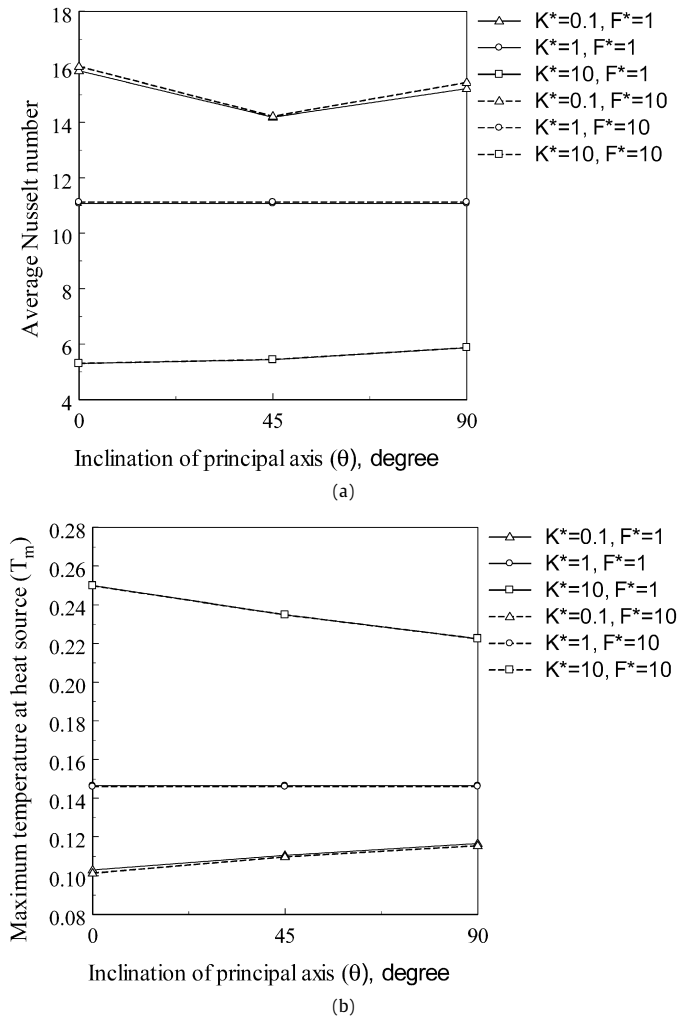 18
16
14
12
10
8
6
4
0
45
90
Average Nusselt number
Inclination of principal axis (θ), degree
K*=0.1, F*=1
K*=1, F*=1
K*=10, F*=1
K*=0.1, F*=10
K*=1, F*=10
K*=10, F*=10
(a)
0.28
0.26
0.24
0.22
0.20
0.18
0.16
0.14
0.12
0.10
0.08
0
45
90
Maximum temperature at heat source (Tm)
Inclination of principal axis (θ), degree
K*=0.1, F*=1
K*=1, F*=1
K*=10, F*=1
K*=0.1, F*=10
K*=1, F*=10
K*=10, F*=10
(b)